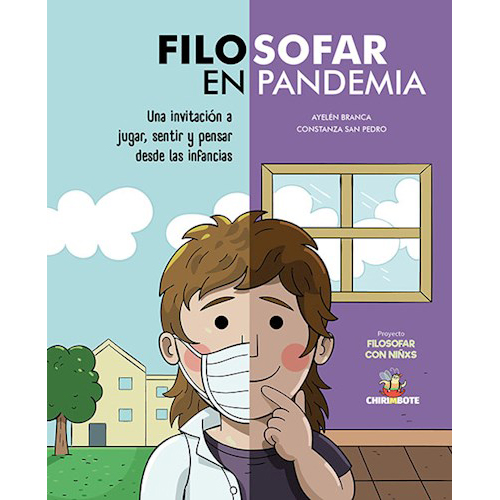 FILOSOFAR
EN PANDEMIA
Una invitación a
jugar, sentir y pensar
desde las infancias
AYELÉN BRANCA
CONSTANZA SAN PEDRO
Proyecto
FILOSOFAR
CON NIÑXS
CHIRIMBOTE